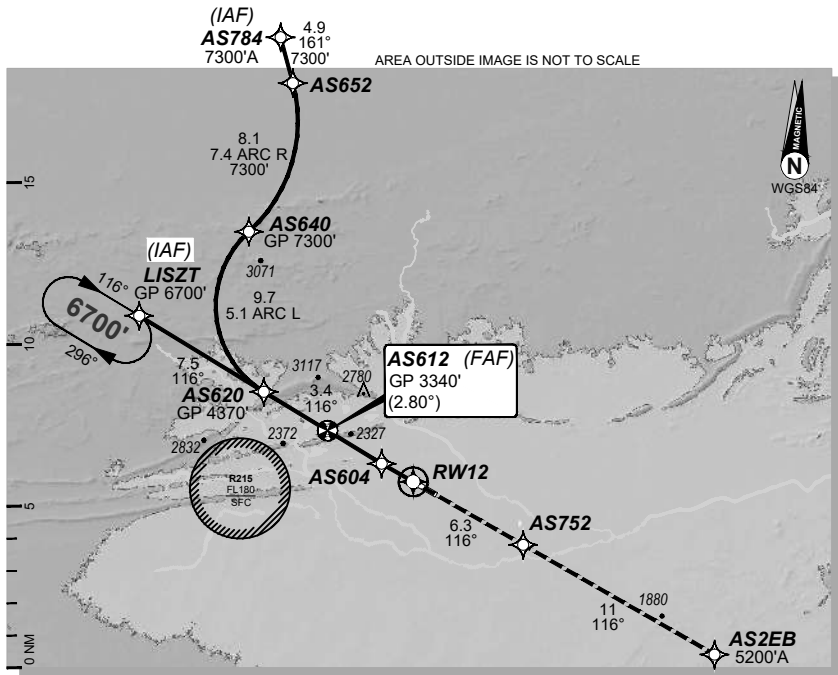 (IAF)
AS784
7300'A
4.9
161°
7300'
AREA OUTSIDE IMAGE IS NOT TO SCALE
AS652
MAGNETIC
N
WGS84'
8.1
7.4 ARC R
7300'
15
AS640
GP 7300'
3071
(IAF)
LISZT
GP 6700'
116°
6700'
296°
9.7
5.1 ARC L
10
7.5
116°
AS620
GP 4370'
3117
3.4
116°
2780
AS612 (FAF)
GP 3340'
(2.80°)
2832
2372
2327
AS604
RW12
R215
FL180
SFC
5
6.3
116°
AS752
11
116°
1880
AS2EB
5200'A
0 NM